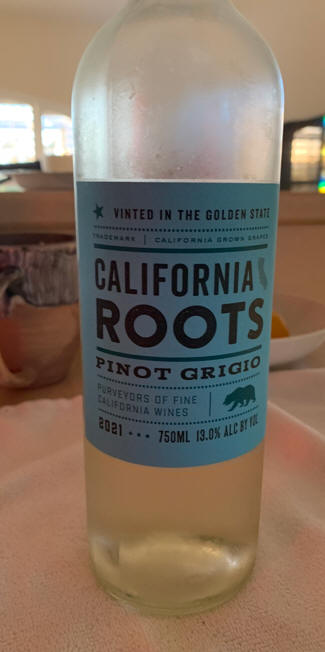 VINTED IN THE GOLDEN STATE
TRADEMARK | CALIFORNIA GROWN GRAPES
CALIFORNIA
ROOTS
PINOT GRIGIO
PURVEYORS OF FINE
CALIFORNIA WINES
2021 ••• 750ML 13.0% ALC BY VOL